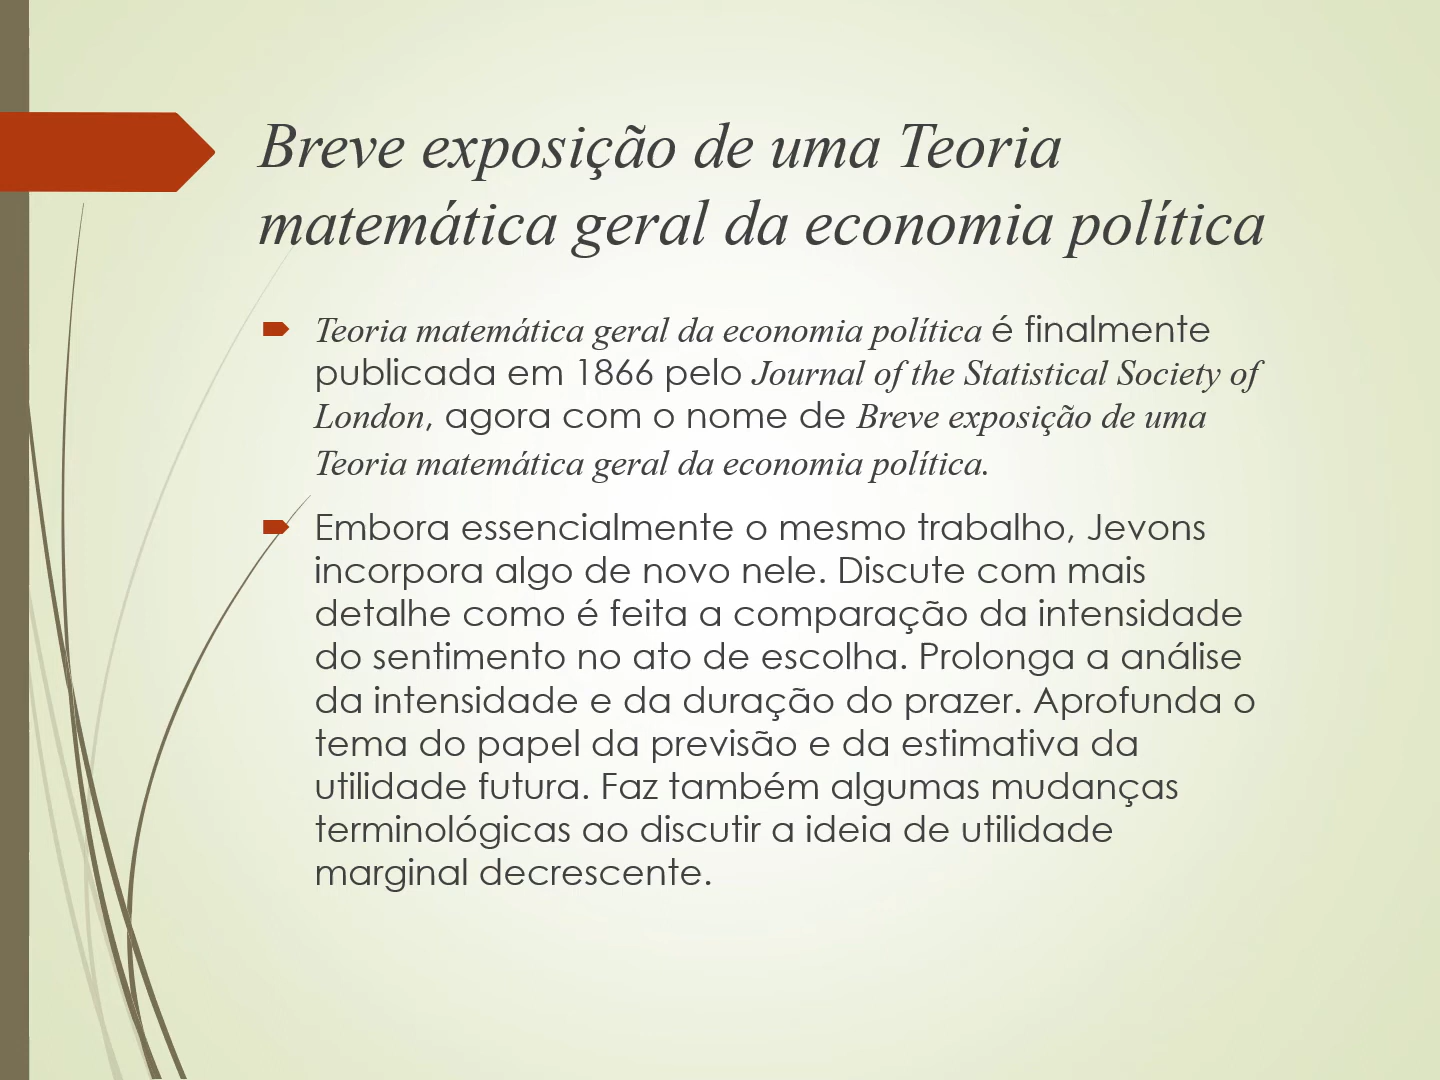 Breve exposição de uma Teoria
matemática geral da economia política
Teoria matemática geral da economia política é finalmente
publicada em 1866 pelo Journal of the Statistical Society of
London, agora com o nome de Breve exposição de uma
Teoria matemática geral da economia política.
Embora essencialmente o mesmo trabalho, Jevons
incorpora algo de novo nele. Discute com mais
detalhe como é feita a comparação da intensidade
do sentimento no ato de escolha. Prolonga a análise
da intensidade e da duração do prazer. Aprofunda o
tema do papel da previsão e da estimativa da
utilidade futura. Faz também algumas mudanças
terminológicas ao discutir a ideia de utilidade
marginal decrescente.